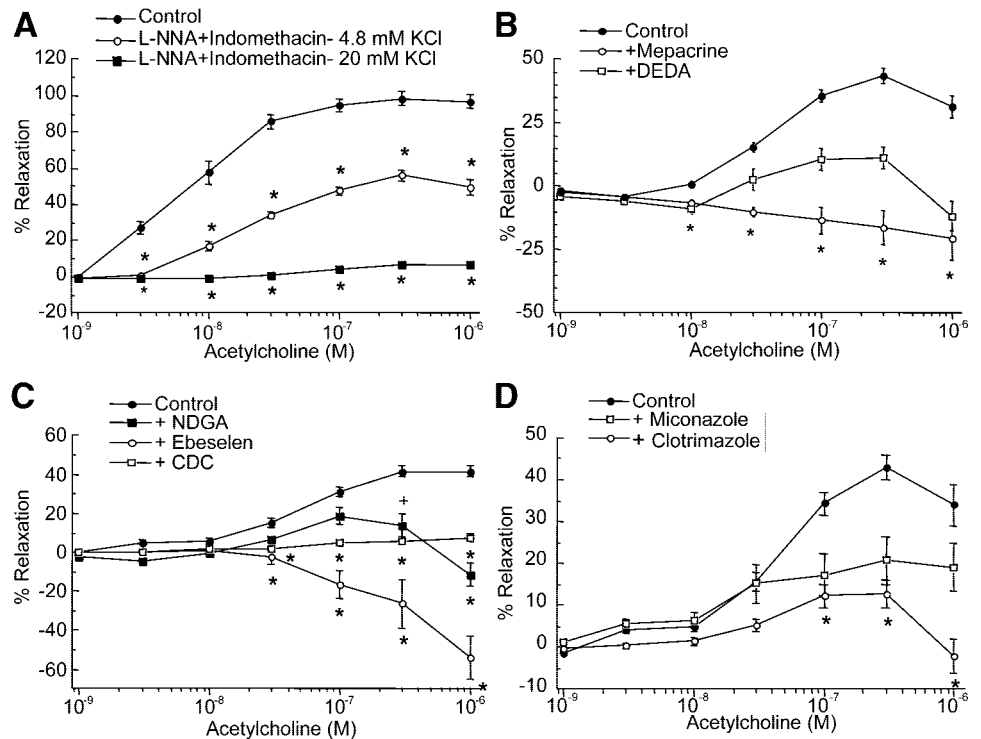 A
Control
L-NNA+Indomethacin- 4.8 mM KCl
L-NNA+Indomethacin- 20 mM KCl
120
100
80
60
40
20
0
-20
% Relaxation
* * * * * *
* * * * * *
10-9 10-8 10-7 10-6
Acetylcholine (M)
B
Control
+Mepacrine
+DEDA
50
25
0
-25
-50
% Relaxation
* * * * *
10-9 10-8 10-7 10-6
Acetylcholine (M)
C
Control
+ NDGA
+ Ebeselen
+ CDC
60
40
20
0
-20
-40
-60
% Relaxation
+
* * * *
* * * * *
10-9 10-8 10-7 10-6
Acetylcholine (M)
D
Control
+ Miconazole
+ Clotrimazole
50
40
30
20
10
0
-10
% Relaxation
* * *
10-9 10-8 10-7 10-6
Acetylcholine (M)